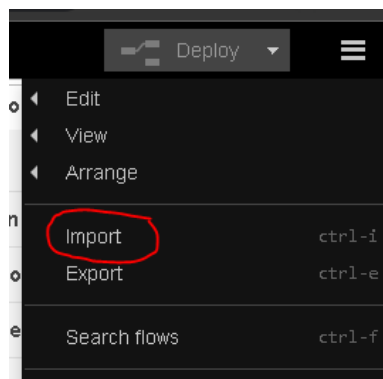 Deploy
Edit
View
Arrange
Import ctrl-i
Export ctrl-e
Search flows ctrl-f
o
n
o
e